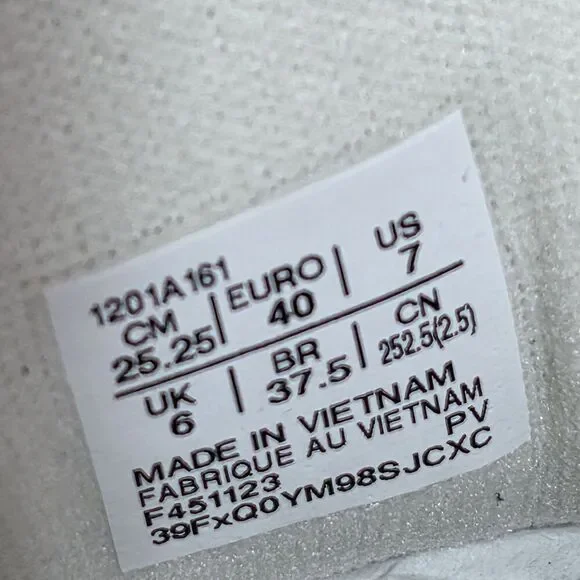 1201A161
CM | EURO | US
25.25 | 40 | 7
UK | BR | CN
6 | 37.5 | 252.5(2.5)
MADE IN VIETNAM
FABRIQUE AU VIETNAM
F451123 PV
39FxQ0YM98SJCXC